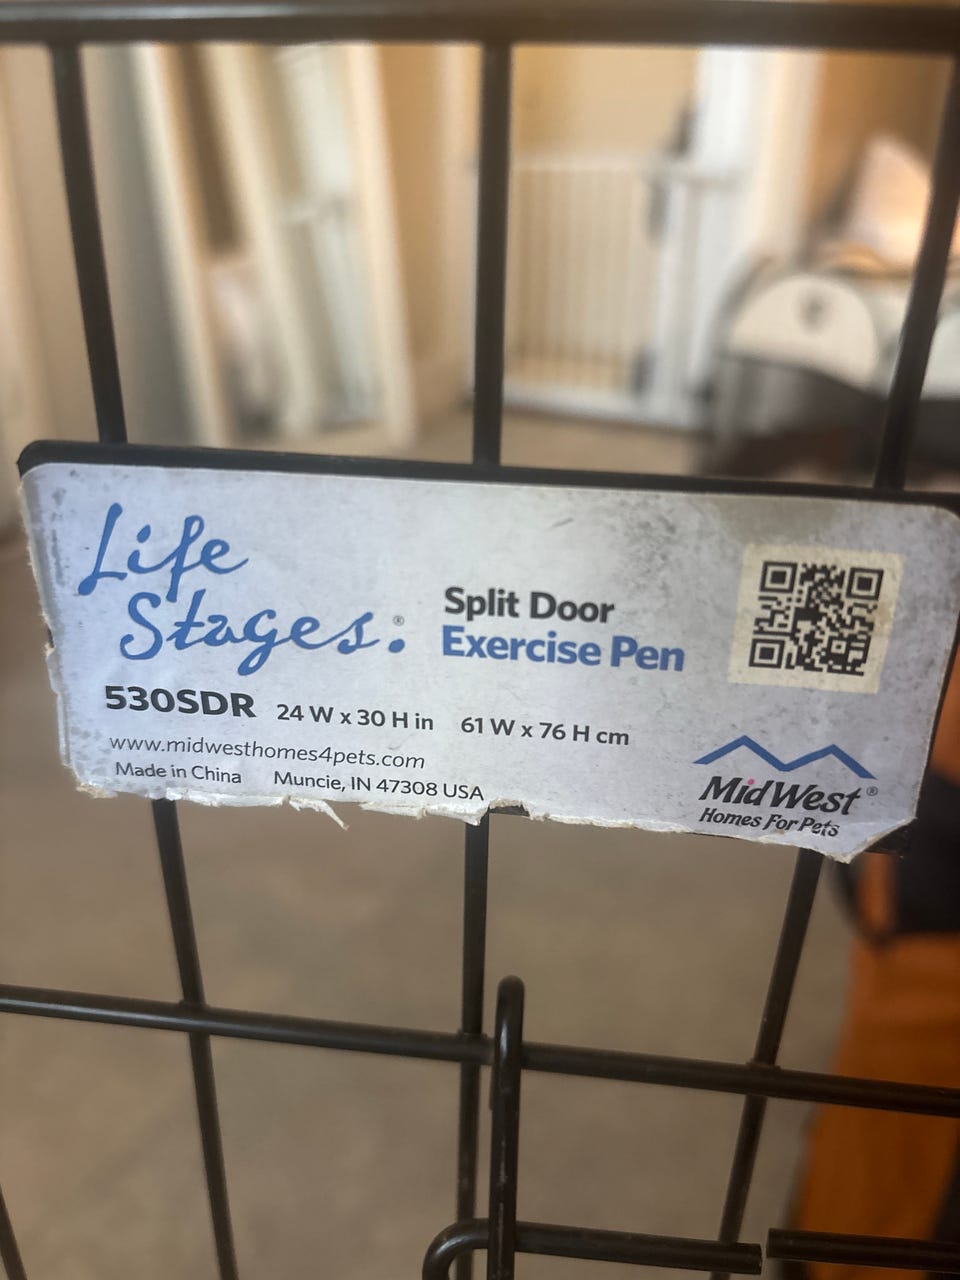 Life
Stages®
Split Door
Exercise Pen
530SDR 24 W x 30 H in 61 W x 76 H cm
www.midwesthomes4pets.com
Made in China Muncie, IN 47308 USA
MidWest®
Homes For Pets